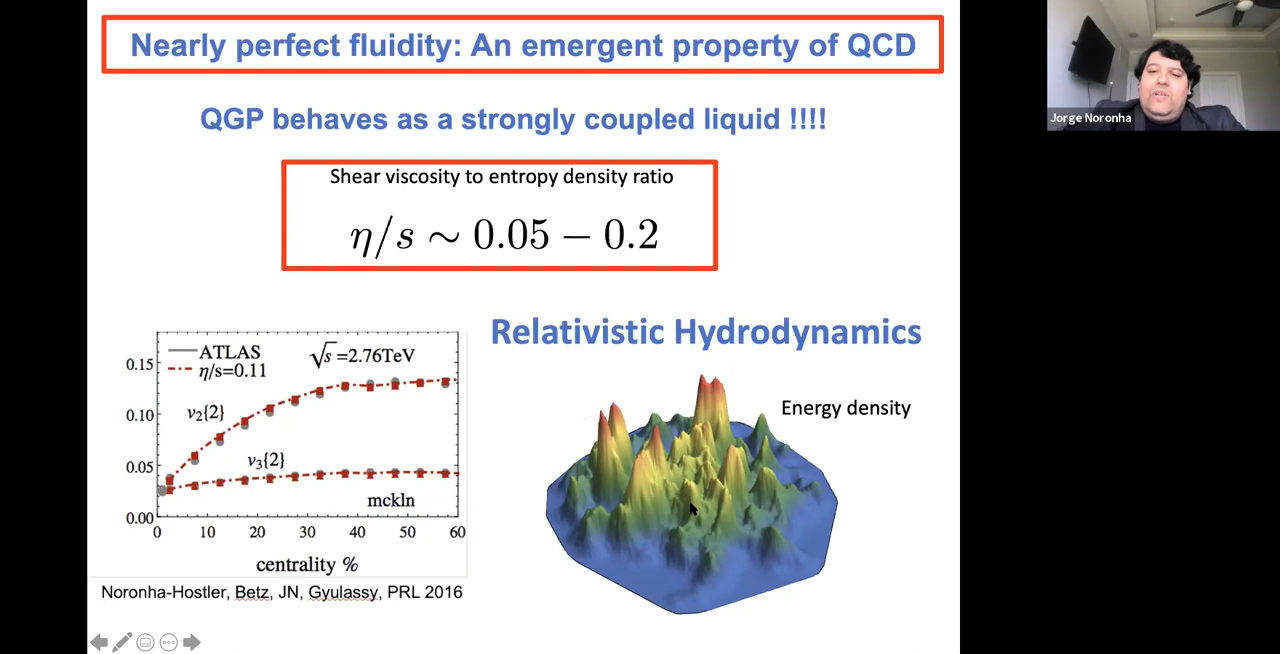 Nearly perfect fluidity: An emergent property of QCD
QGP behaves as a strongly coupled liquid !!!!
Shear viscosity to entropy density ratio
η/s ∼ 0.05 − 0.2
Relativistic Hydrodynamics
Energy density
ATLAS
√s =2.76TeV
η/s=0.11
v₂{2}
v₃{2}
mckln
0.15
0.10
0.05
0.00
0 10 20 30 40 50 60
centrality %
Noronha-Hostler, Betz, JN, Gyulassy, PRL 2016
Jorge Noronha